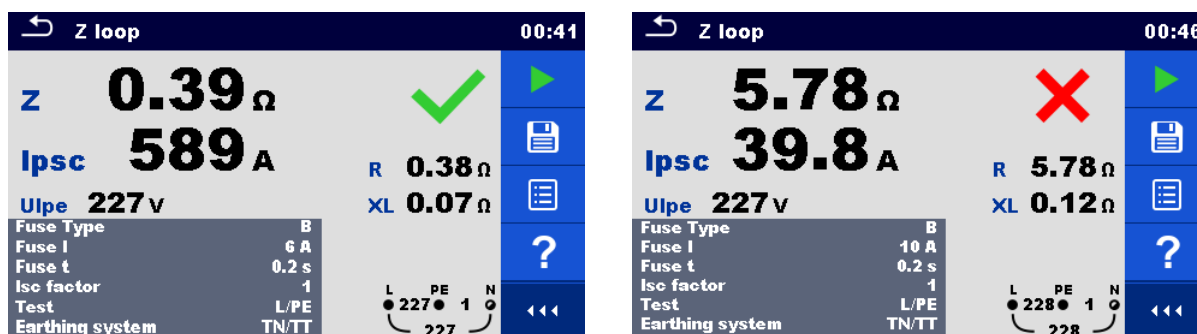 Z loop 00:41
Z 0.39 Ω
Ipsc 589 A
R 0.38 Ω
Ulpe 227 V
XL 0.07 Ω
Fuse Type B
Fuse I 6 A
Fuse t 0.2 s
Isc factor 1
Test L/PE
Earthing system TN/TT
L PE N
227 1
227
?
Z loop 00:46
Z 5.78 Ω
Ipsc 39.8 A
R 5.78 Ω
Ulpe 227 V
XL 0.12 Ω
Fuse Type B
Fuse I 10 A
Fuse t 0.2 s
Isc factor 1
Test L/PE
Earthing system TN/TT
L PE N
228 1
228
?